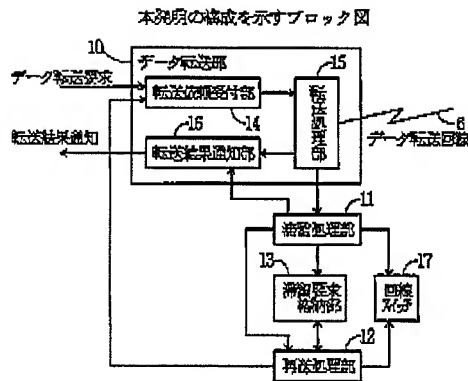 本発明の構成を示すブロック図
10
データ転送部
15
データ転送要求
転送依頼受付部
14
転送処理部
6
データ転送回線
16
転送結果通知
転送結果通知部
11
滞留処理部
13
17
滞留要求
格納部
回線
スイッチ
12
再送処理部